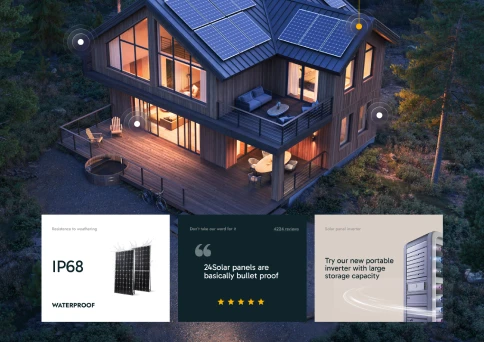 Resistance to weathering
IP68
WATERPROOF
Don't take our word for it
4224 reviews
24Solar panels are
basically bullet proof
Solar panel inverter
Try our new portable
inverter with large
storage capacity